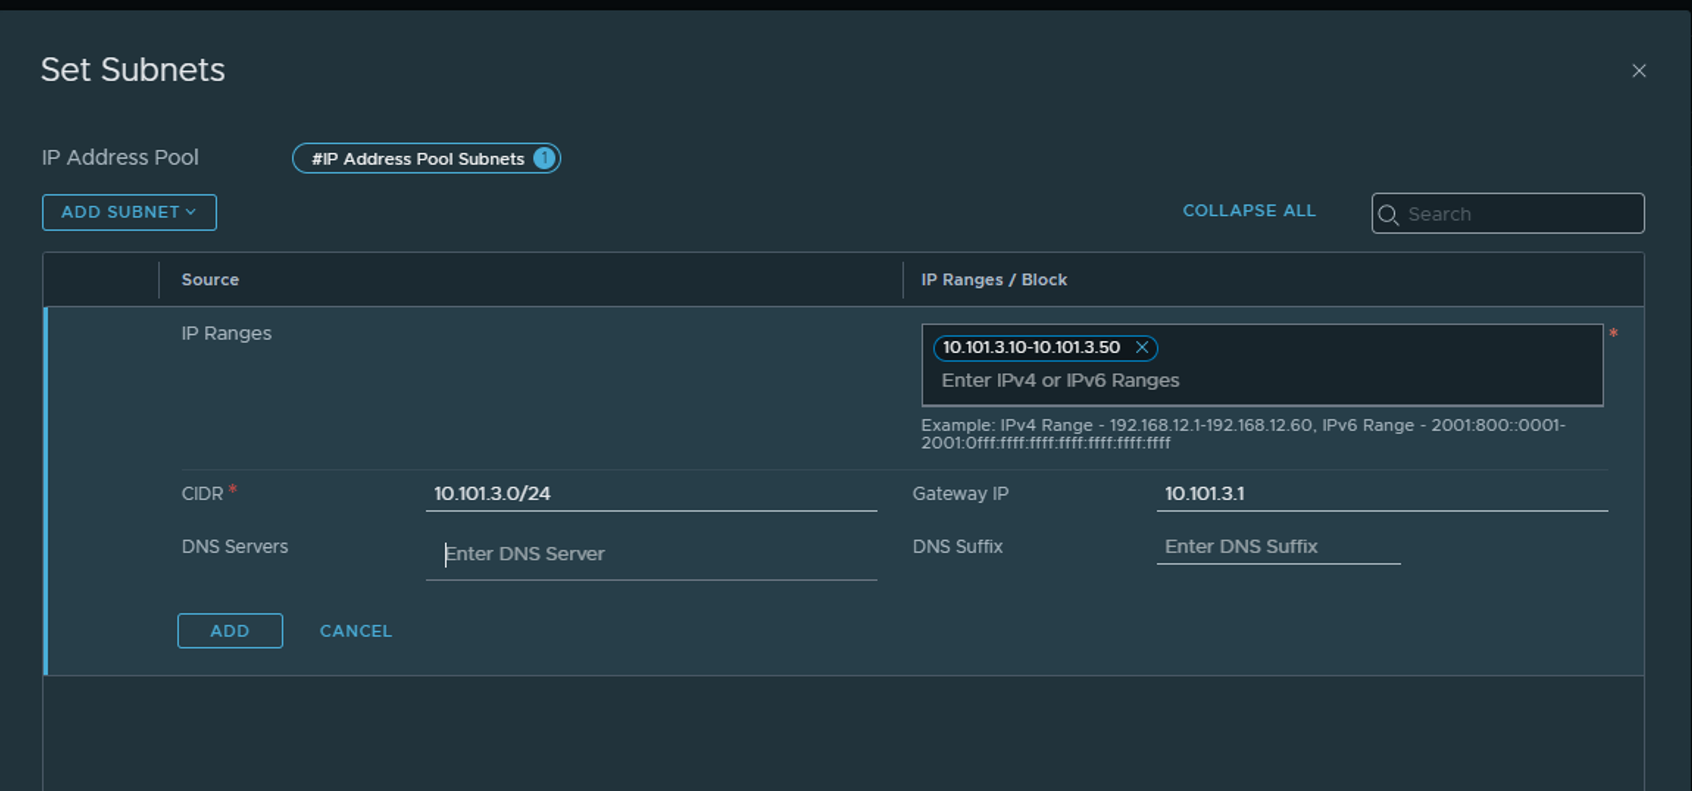 Set Subnets
IP Address Pool
#IP Address Pool Subnets 1
ADD SUBNET
COLLAPSE ALL
Search
Source
IP Ranges / Block
IP Ranges
10.101.3.10-10.101.3.50
*
Enter IPv4 or IPv6 Ranges
Example: IPv4 Range - 192.168.12.1-192.168.12.60, IPv6 Range - 2001:800::0001-
2001:0fff:ffff:ffff:ffff:ffff:ffff:ffff
CIDR *
10.101.3.0/24
Gateway IP
10.101.3.1
DNS Servers
Enter DNS Server
DNS Suffix
Enter DNS Suffix
ADD
CANCEL